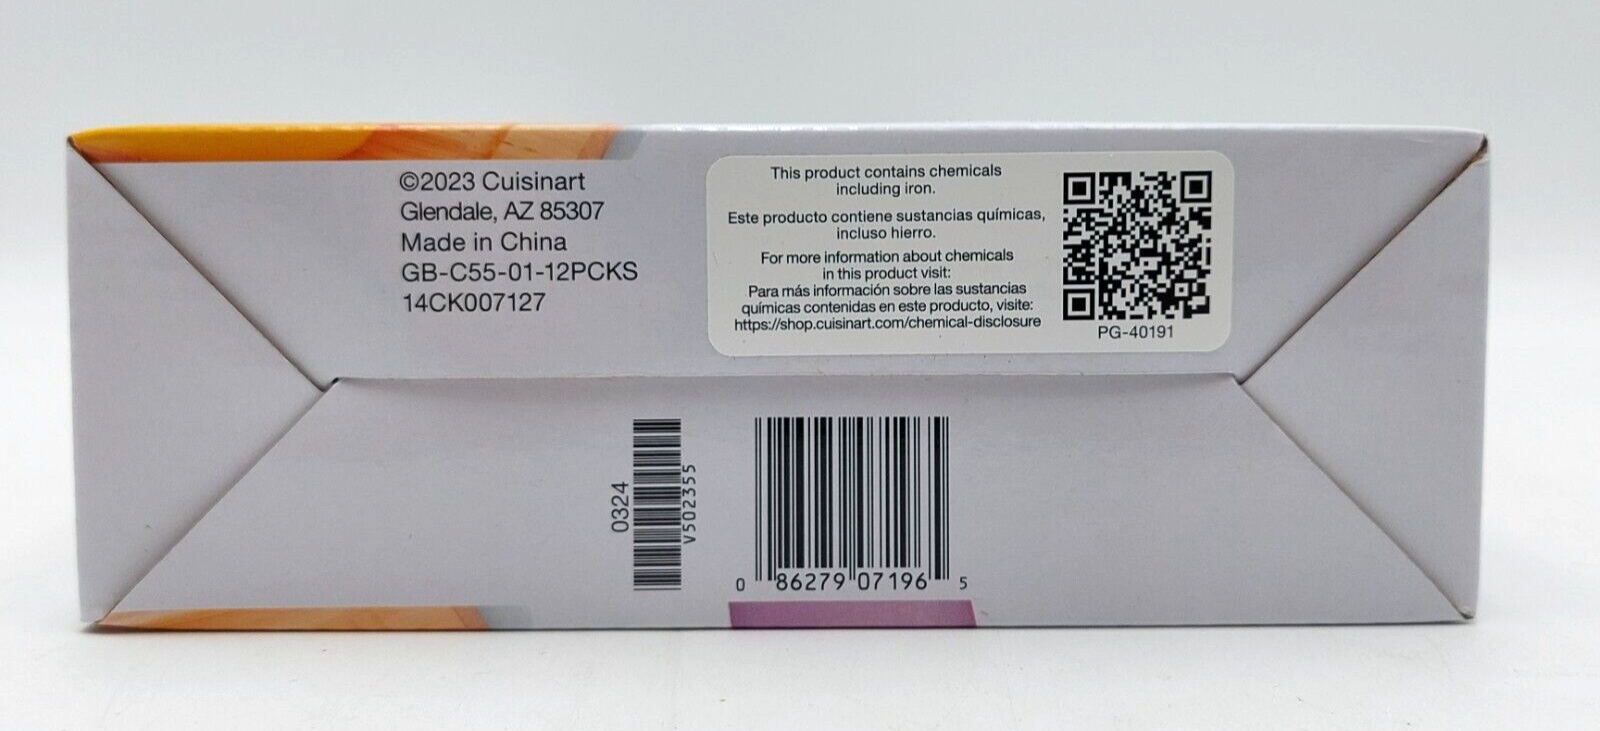 ©2023 Cuisinart
Glendale, AZ 85307
Made in China
GB-C55-01-12PCKS
14CK007127
This product contains chemicals
including iron.
Este producto contiene sustancias químicas,
incluso hierro.
For more information about chemicals
in this product visit:
Para más información sobre las sustancias
químicas contenidas en este producto, visite:
https://shop.cuisinart.com/chemical-disclosure
PG-40191
0324
V502355
0 86279 07196 5